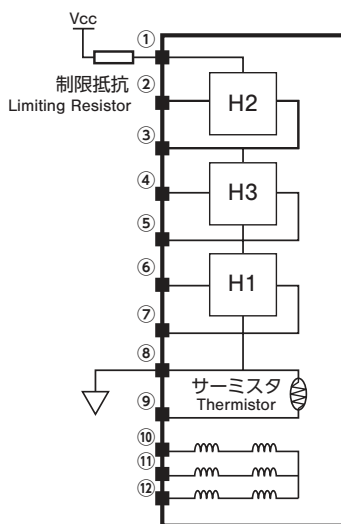 Vcc
①
制限抵抗
Limiting Resistor
②
H2
③
④
H3
⑤
⑥
H1
⑦
⑧
サーミスタ
Thermistor
⑨
⑩
⑪
⑫